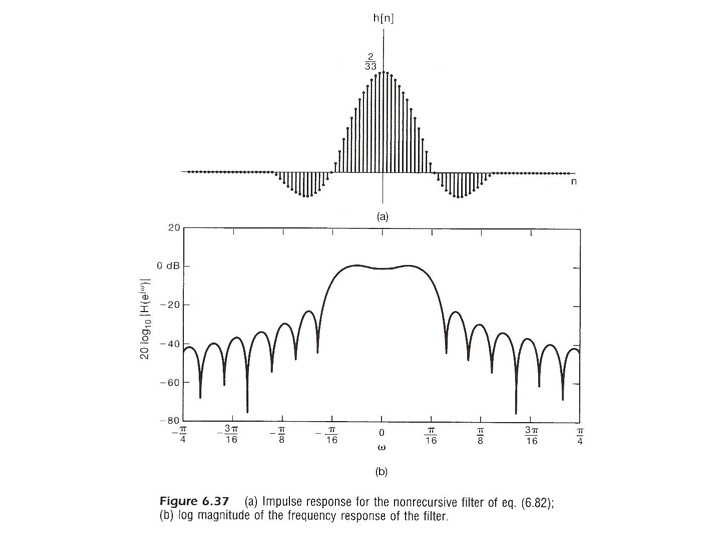 h[n]
2
33
n
(a)
20
0 dB
−20
−40
−60
−80
20 log10 |H(e^jω)|
−π/4
−3π/16
−π/8
−π/16
0
π/16
π/8
3π/16
π/4
ω
(b)
Figure 6.37 (a) Impulse response for the nonrecursive filter of eq. (6.82);
(b) log magnitude of the frequency response of the filter.